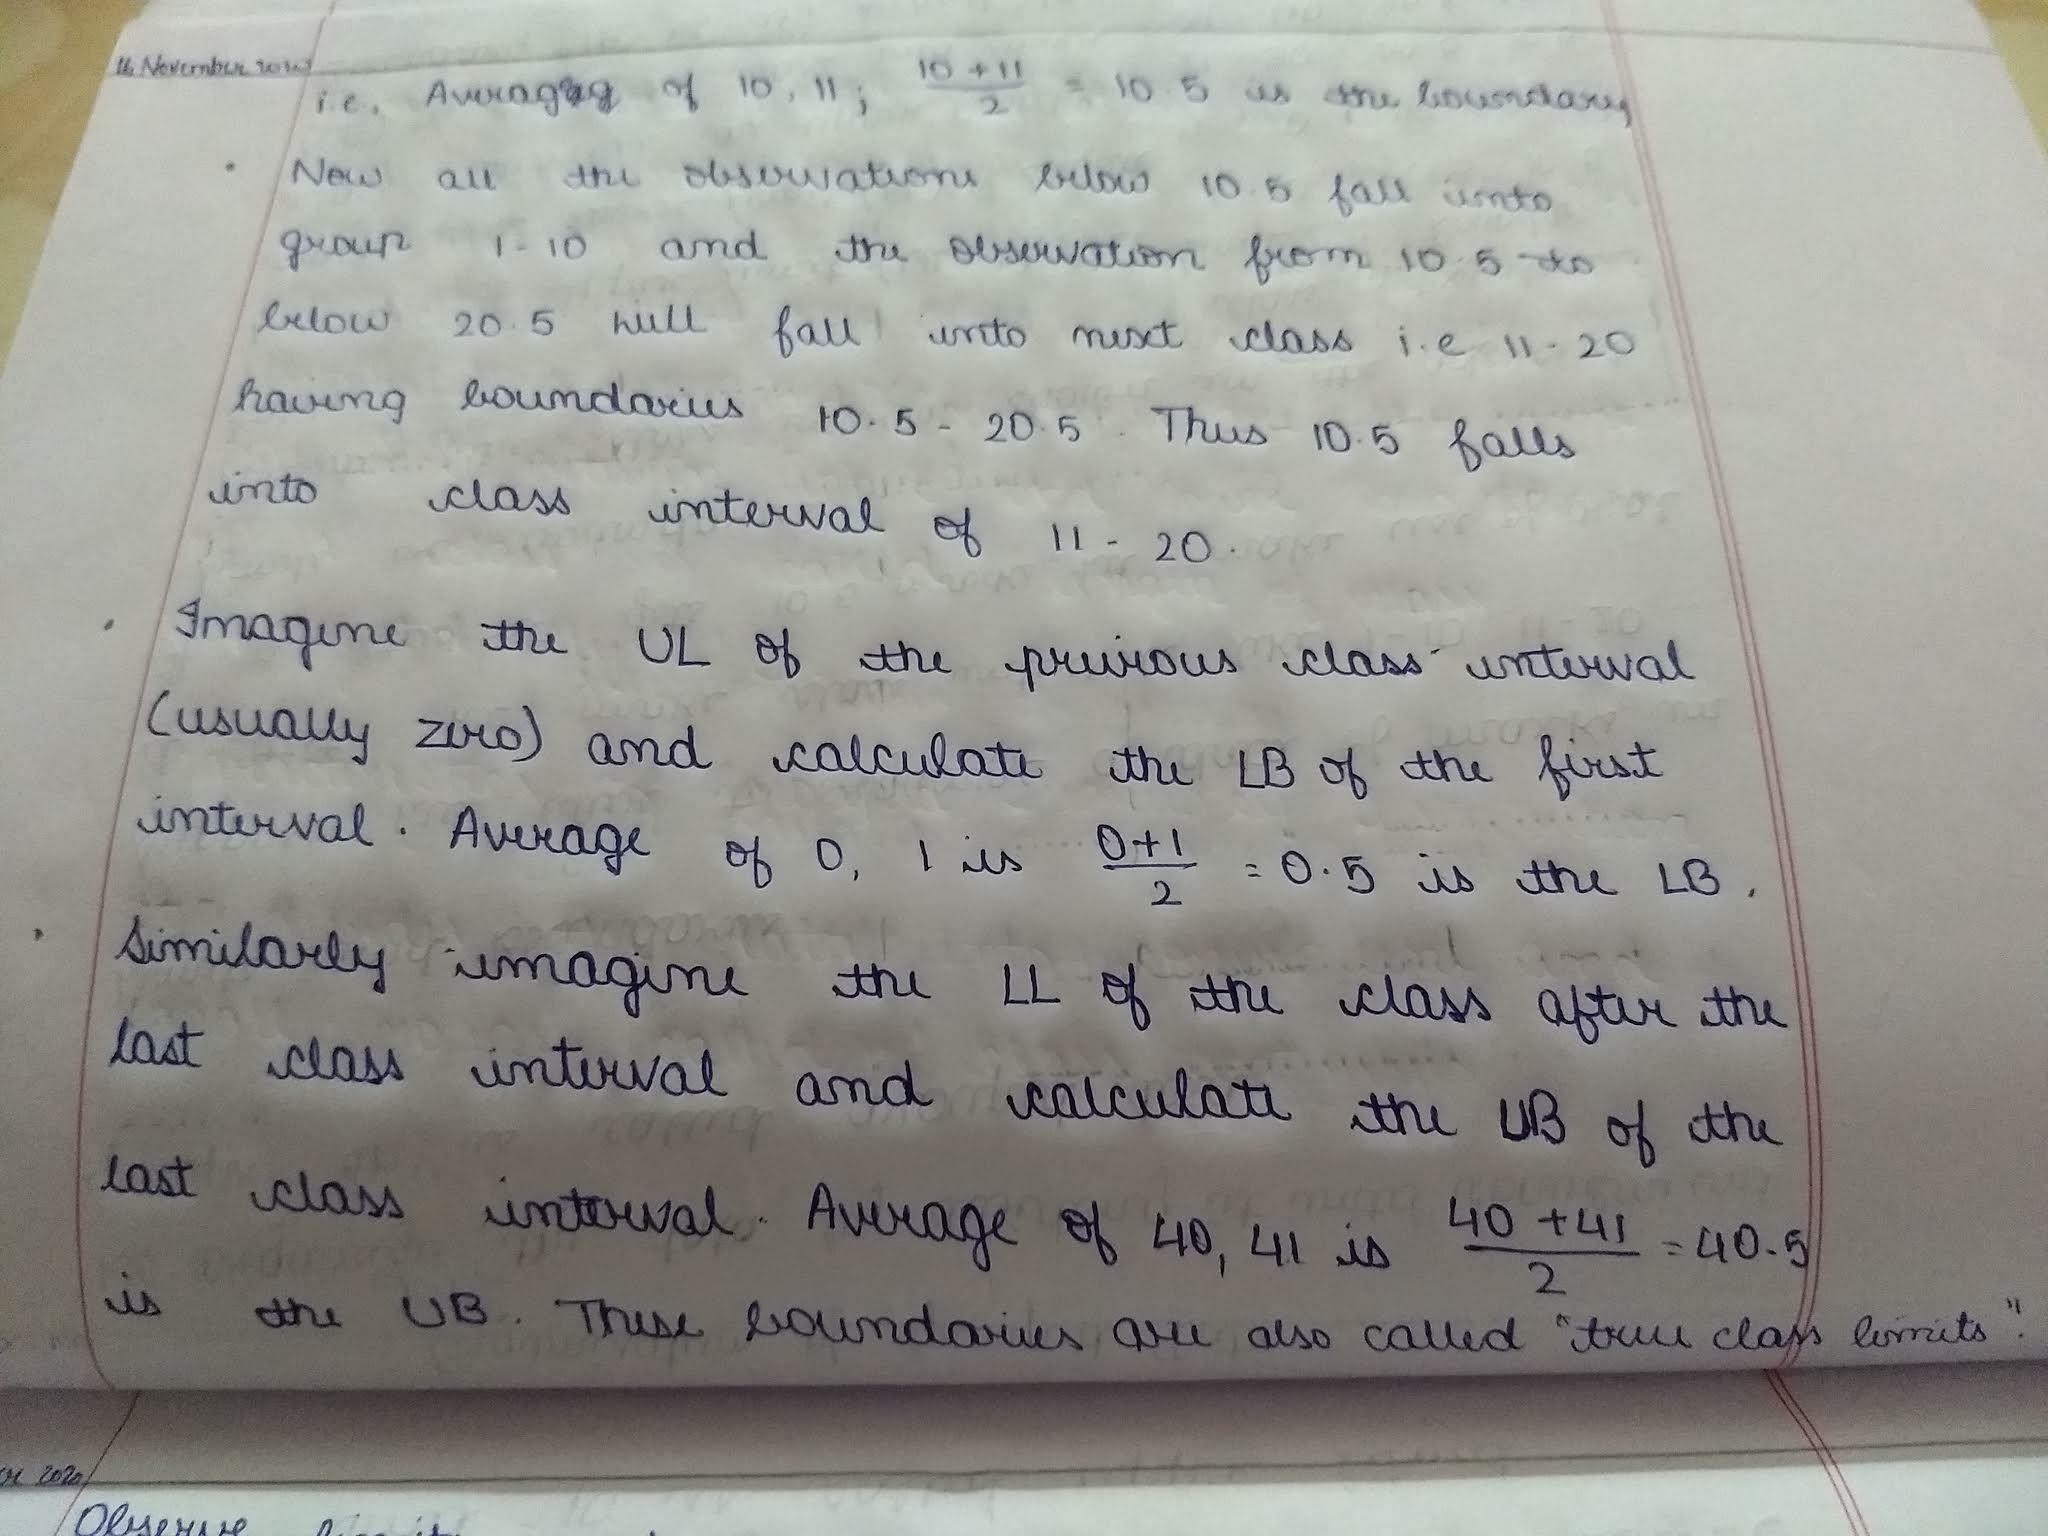 16 November 2020
i.e. Average of 10, 11; 10 + 11 / 2 = 10.5 is the boundary
• Now all the observations below 10.5 fall into
group 1-10 and the observation from 10.5 to
below 20.5 will fall into next class i.e 11-20
having boundaries 10.5 - 20.5. Thus 10.5 falls
into class interval of 11 - 20.
• Imagine the UL of the previous class interval
(usually zero) and calculate the LB of the first
interval. Average of 0, 1 is 0+1 / 2 = 0.5 is the LB.
• Similarly imagine the LL of the class after the
last class interval and calculate the UB of the
last class interval. Average of 40, 41 is 40 +41 / 2 = 40.5
is the UB. These boundaries are also called "true class limits".
2020
Observe